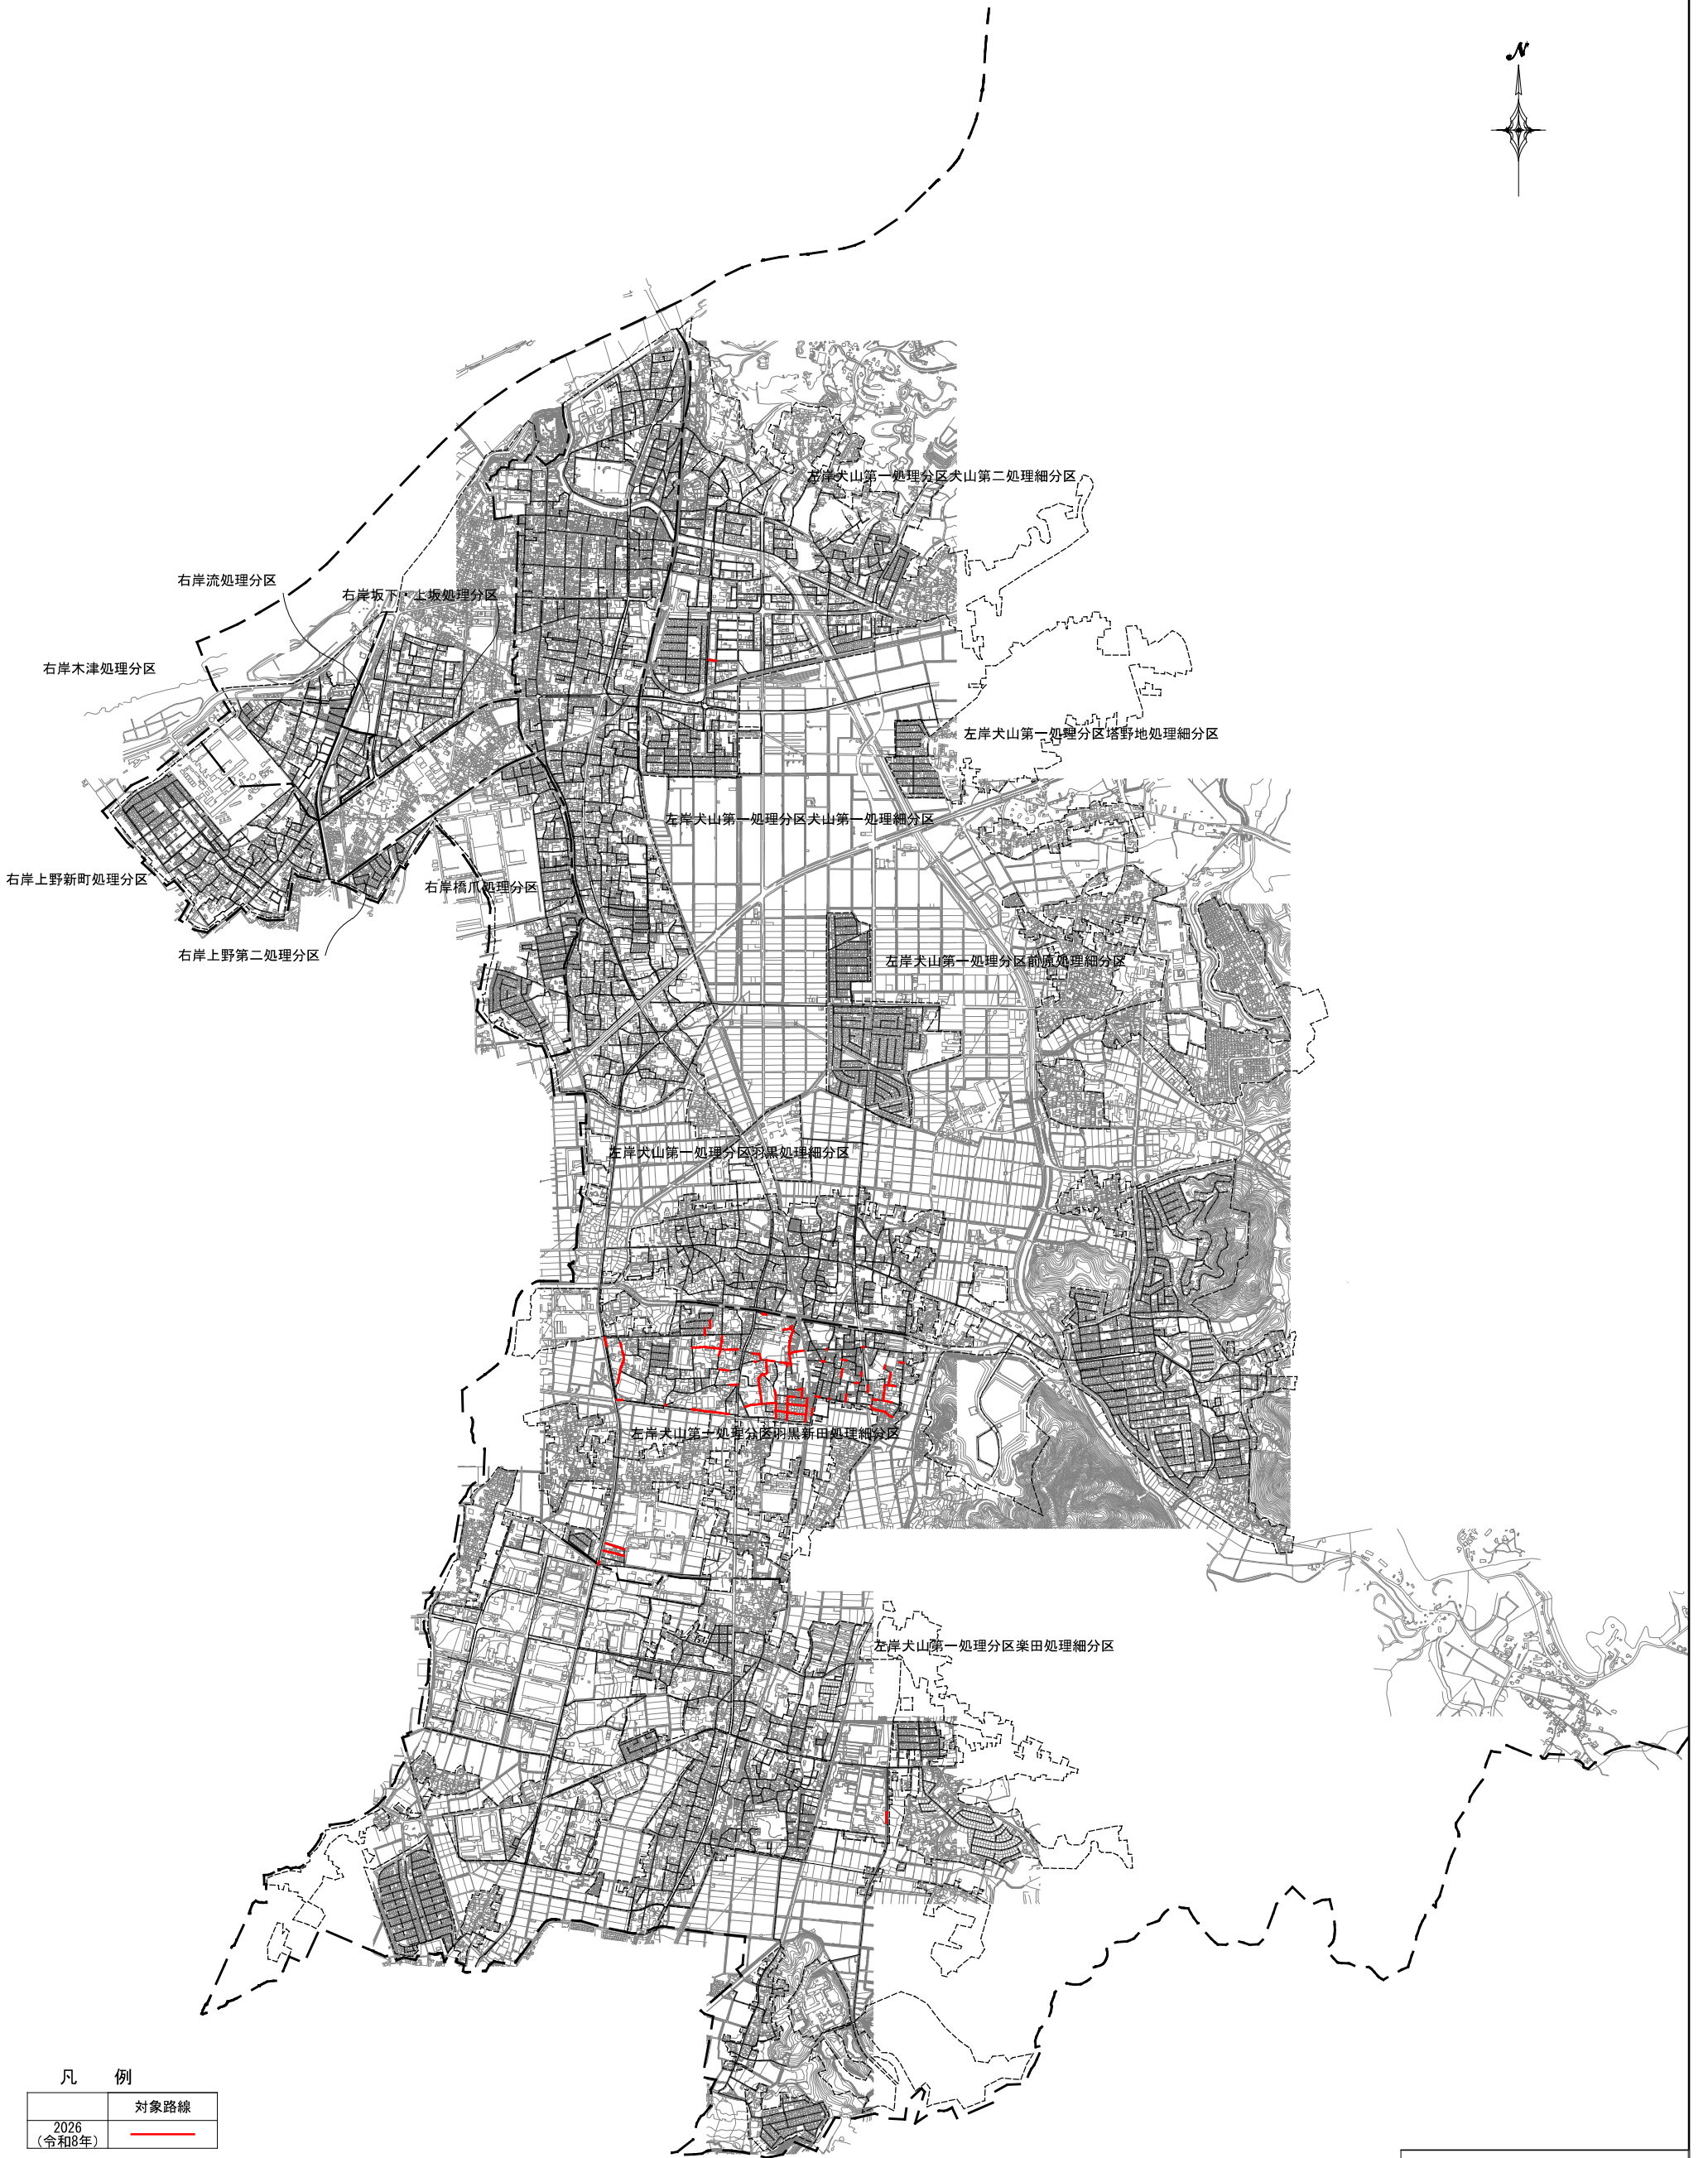 N
左岸犬山第一処理分区犬山第二処理細分区
右岸流処理分区
右岸坂下・上坂処理分区
右岸木津処理分区
左岸犬山第一処理分区塔野地処理細分区
左岸犬山第一処理分区犬山第一処理細分区
右岸上野新町処理分区
右岸橋爪処理分区
右岸上野第二処理分区
左岸犬山第一処理分区前原処理細分区
左岸犬山第一処理分区羽黒処理細分区
左岸犬山第一処理分区羽黒新田処理細分区
左岸犬山第一処理分区楽田処理細分区
凡 例
対象路線
2026
（令和8年）